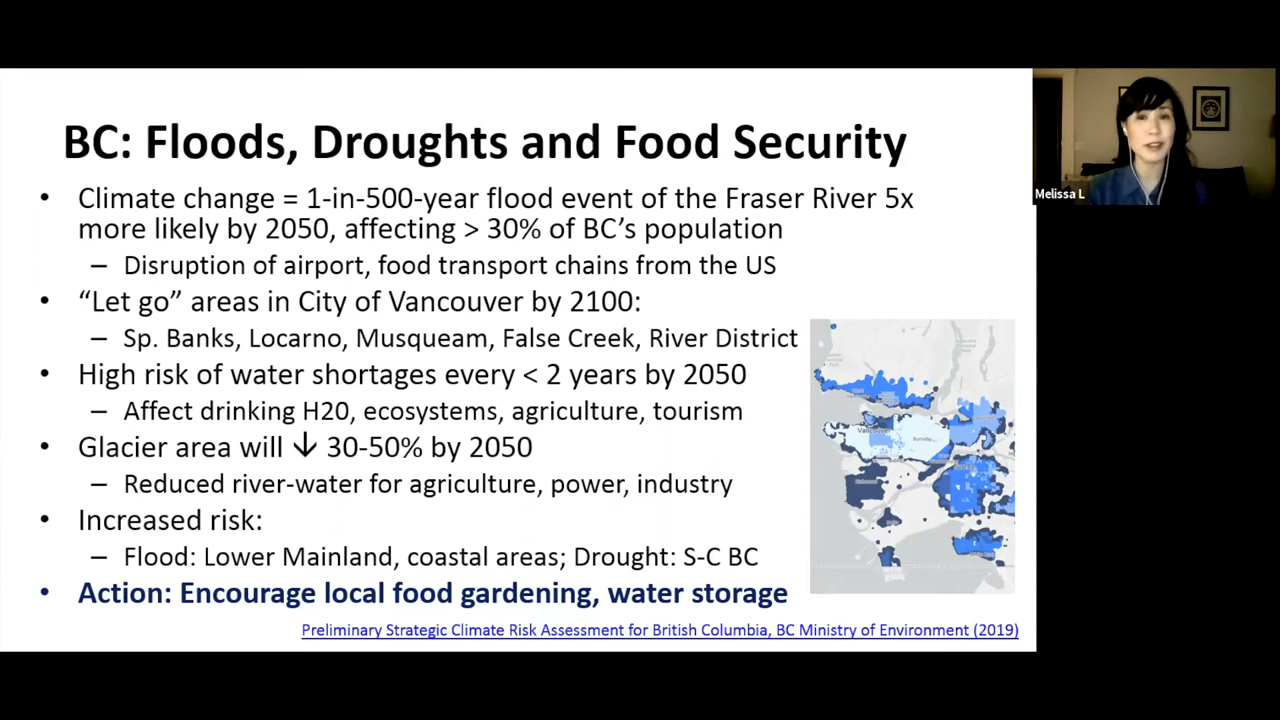 BC: Floods, Droughts and Food Security
• Climate change = 1-in-500-year flood event of the Fraser River 5x
more likely by 2050, affecting > 30% of BC's population
– Disruption of airport, food transport chains from the US
• “Let go” areas in City of Vancouver by 2100:
– Sp. Banks, Locarno, Musqueam, False Creek, River District
• High risk of water shortages every < 2 years by 2050
– Affect drinking H20, ecosystems, agriculture, tourism
• Glacier area will ↓ 30-50% by 2050
– Reduced river-water for agriculture, power, industry
• Increased risk:
– Flood: Lower Mainland, coastal areas; Drought: S-C BC
• Action: Encourage local food gardening, water storage
Preliminary Strategic Climate Risk Assessment for British Columbia, BC Ministry of Environment (2019)
Vancouver
Burnaby
Melissa L